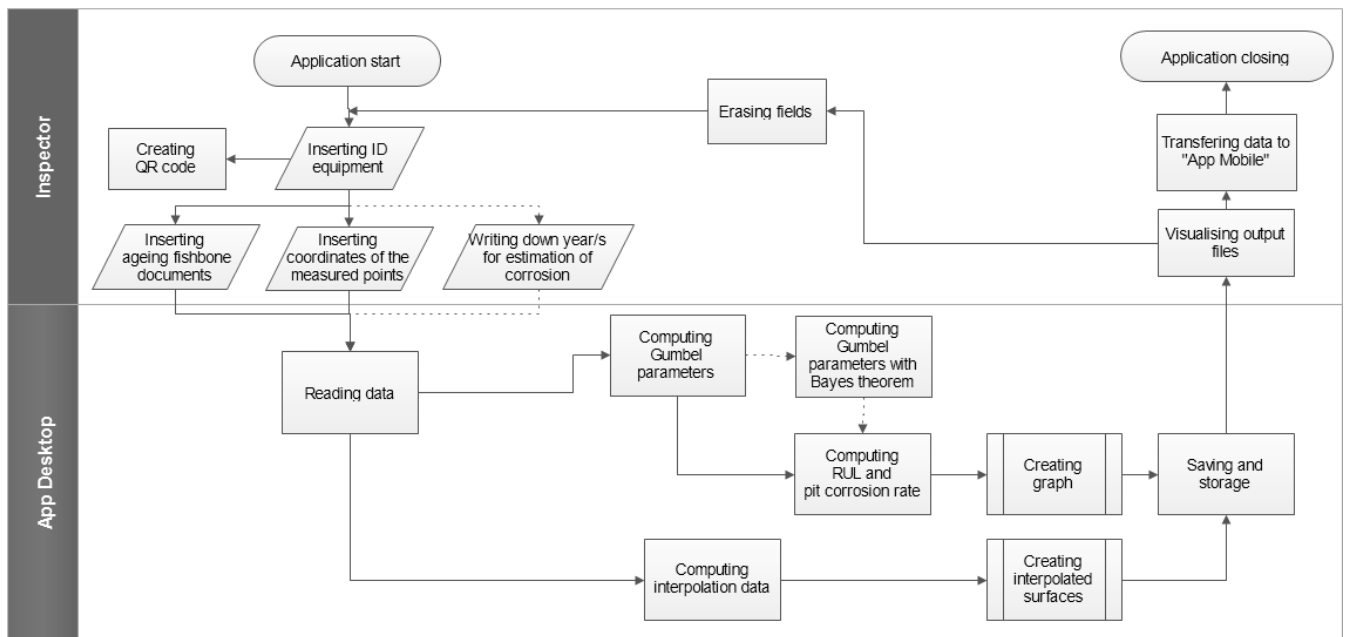 Inspector
Application start
Application closing
Erasing fields
Creating
QR code
Inserting ID
equipment
Transfering data to
"App Mobile"
Inserting
ageing fishbone
documents
Inserting
coordinates of the
measured points
Writing down year/s
for estimation of
corrosion
Visualising output
files
App Desktop
Reading data
Computing
Gumbel
parameters
Computing
Gumbel
parameters with
Bayes theorem
Computing
RUL and
pit corrosion rate
Creating
graph
Saving and
storage
Computing
interpolation data
Creating
interpolated
surfaces